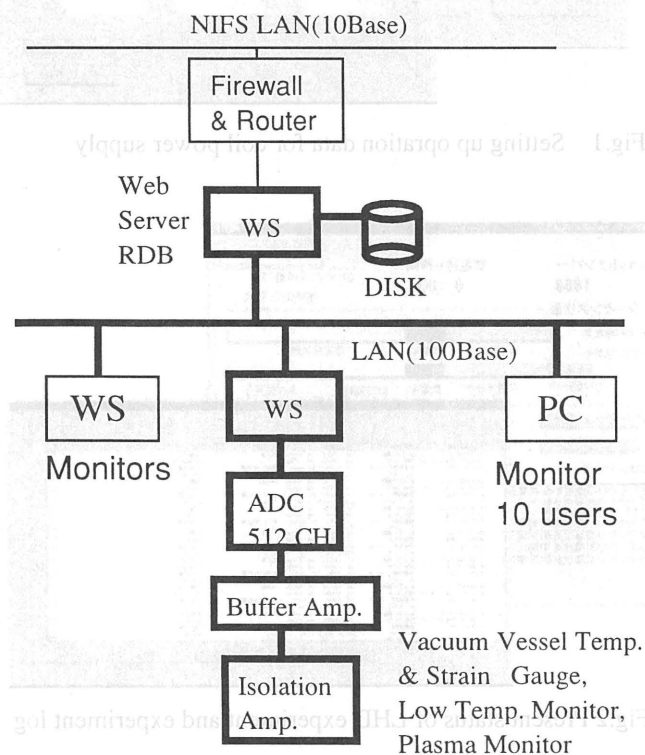 NIFS LAN(10Base)
Firewall
& Router
Fig.1 Setting up opration data for coil power supply
Web
Server
RDB
WS
DISK
LAN(100Base)
WS
WS
PC
Monitors
Monitor
10 users
ADC
512 CH
Buffer Amp.
Isolation
Amp.
Vacuum Vessel Temp.
& Strain Gauge,
Low Temp. Monitor,
Plasma Monitor
Fig.2 Present status of LHD experiment and experiment log